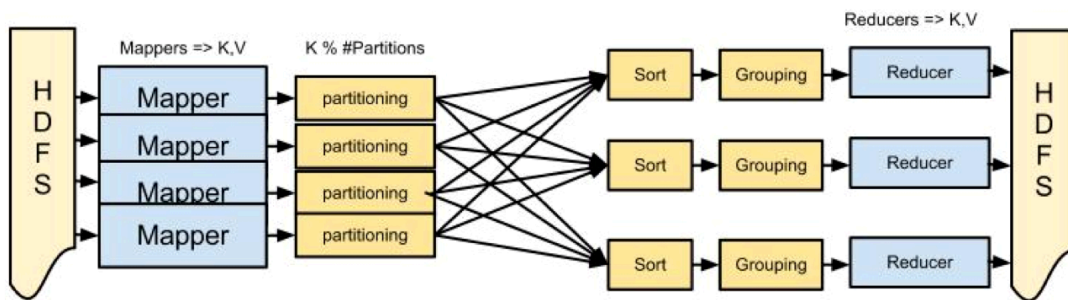 Mappers => K,V
K % #Partitions
Reducers => K,V
H
D
F
S
Mapper
Mapper
Mapper
Mapper
partitioning
partitioning
partitioning
partitioning
Sort
Grouping
Reducer
Sort
Grouping
Reducer
Sort
Grouping
Reducer
H
D
F
S